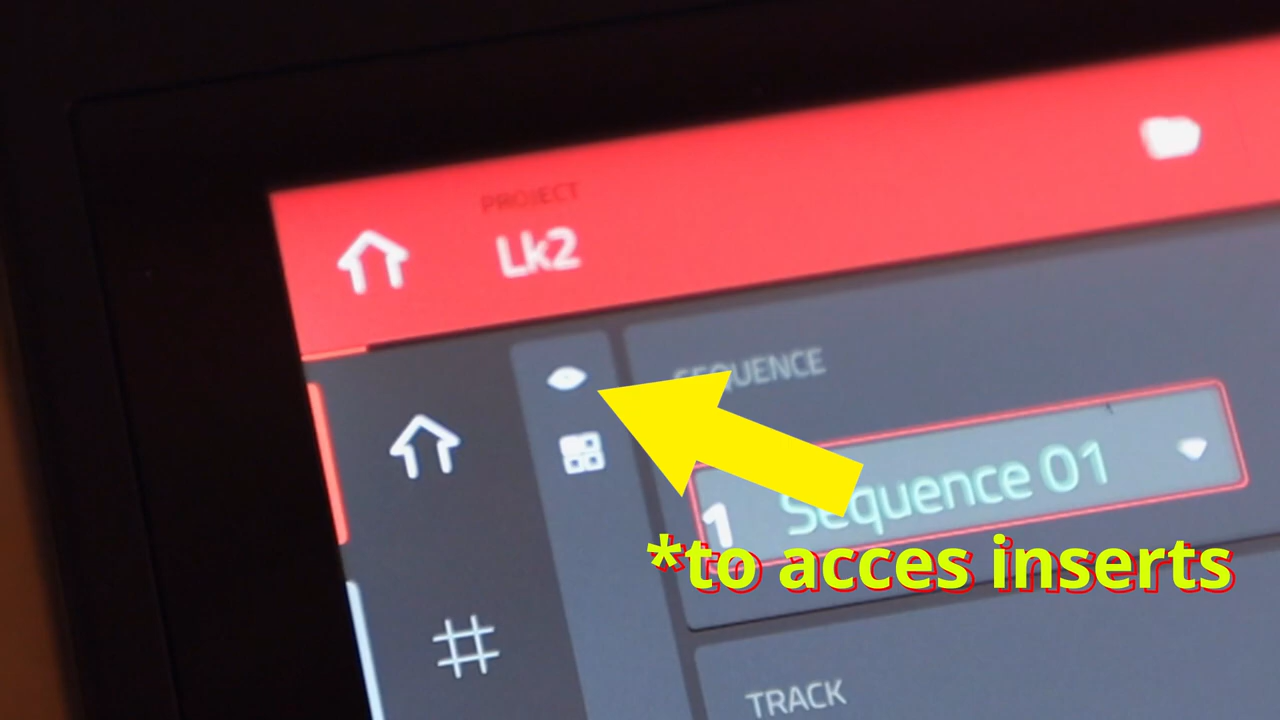 PROJECT
Lk2
SEQUENCE
1 Sequence 01
*to acces inserts
TRACK